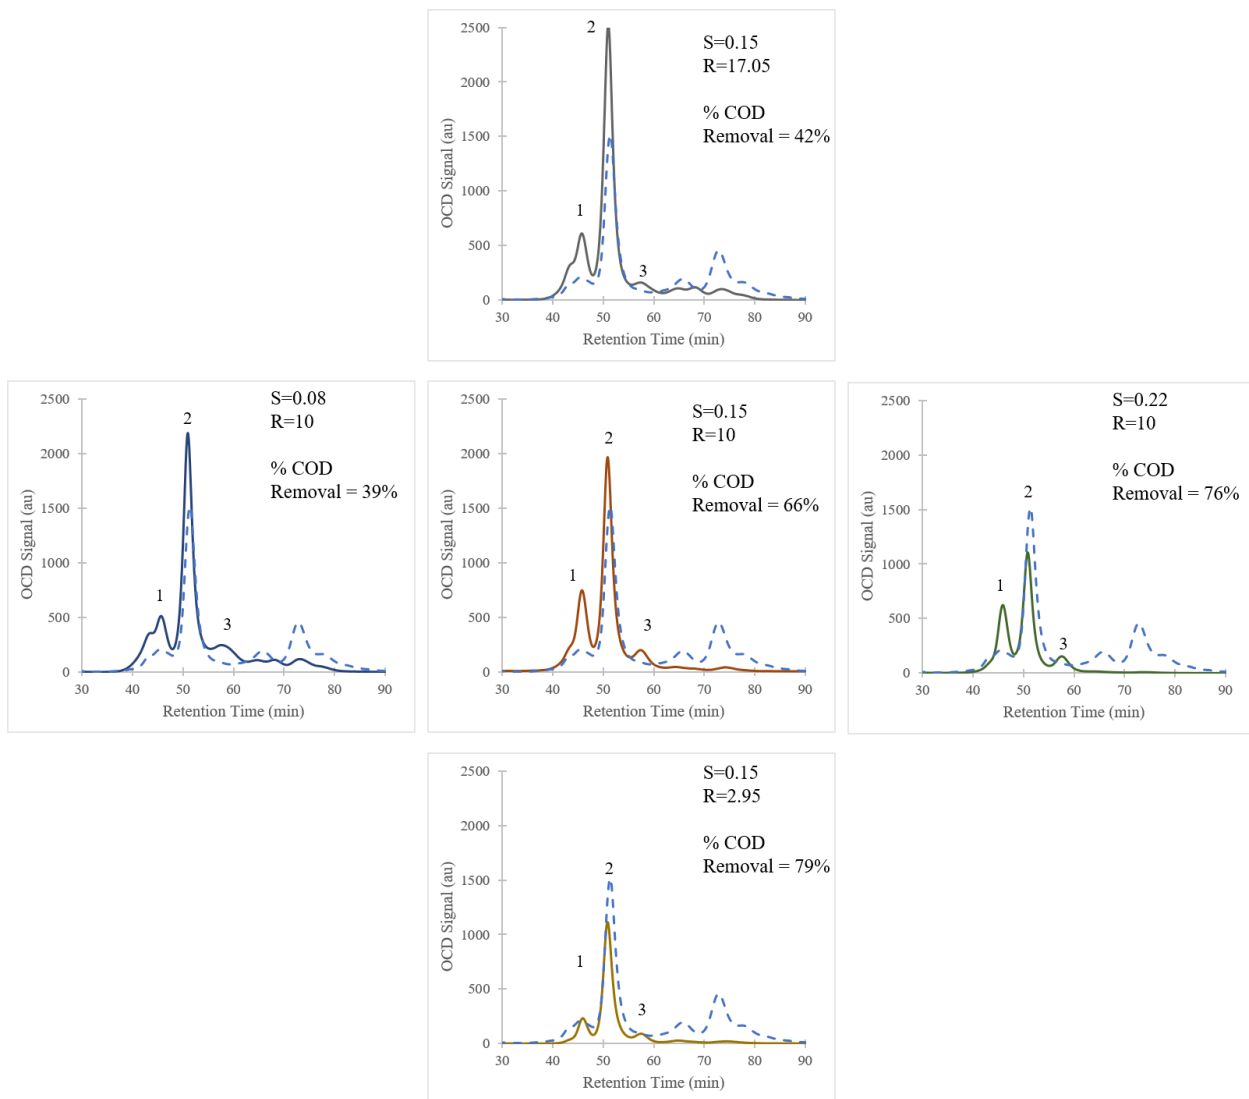 2500
2000
1500
1000
500
0
OCD Signal (au)
2
1
3
S=0.15
R=17.05
% COD
Removal = 42%
30 40 50 60 70 80 90
Retention Time (min)
2500
2000
1500
1000
500
0
OCD Signal (au)
2
1
3
S=0.08
R=10
% COD
Removal = 39%
30 40 50 60 70 80 90
Retention Time (min)
2500
2000
1500
1000
500
0
OCD Signal (au)
2
1
3
S=0.15
R=10
% COD
Removal = 66%
30 40 50 60 70 80 90
Retention Time (min)
2500
2000
1500
1000
500
0
OCD Signal (au)
2
1
3
S=0.22
R=10
% COD
Removal = 76%
30 40 50 60 70 80 90
Retention Time (min)
2500
2000
1500
1000
500
0
OCD Signal (au)
2
1
3
S=0.15
R=2.95
% COD
Removal = 79%
30 40 50 60 70 80 90
Retention Time (min)